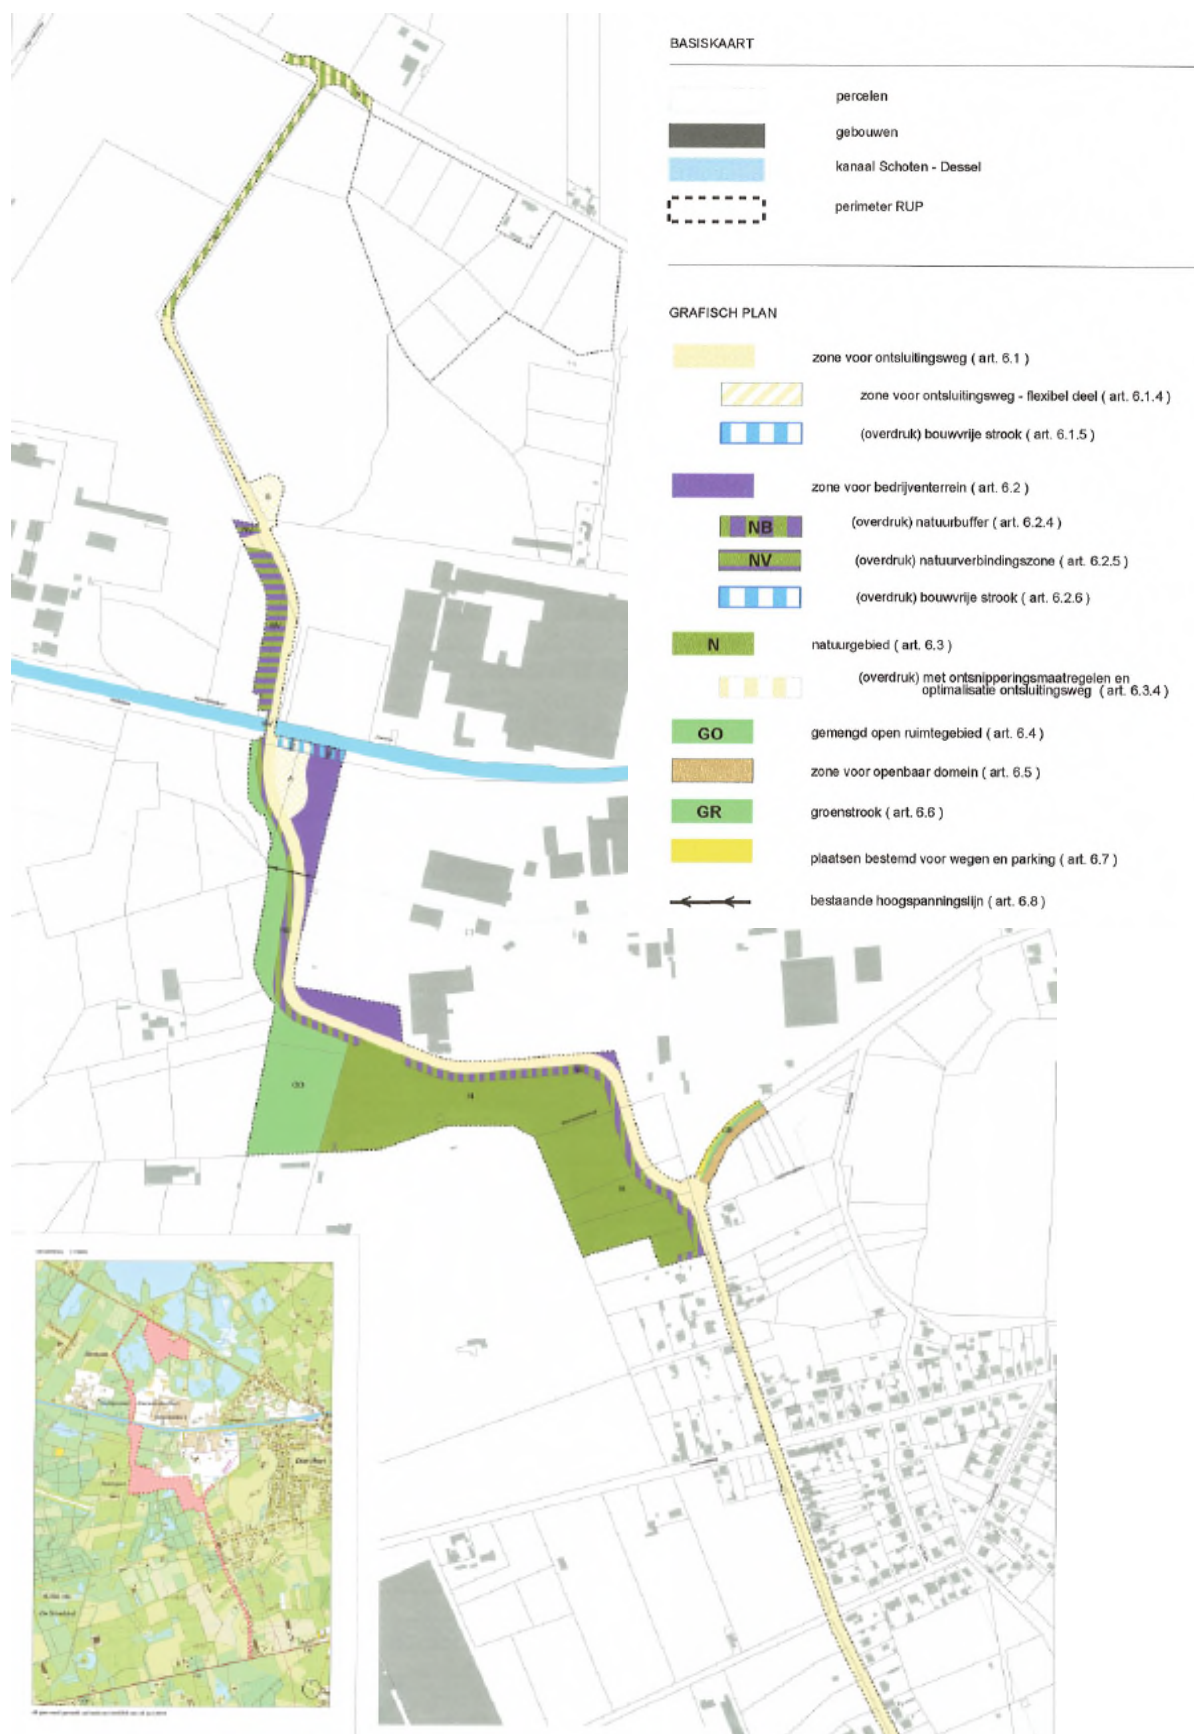 BASISKAART
percelen
gebouwen
kanaal Schoten - Dessel
perimeter RUP
GRAFISCH PLAN
zone voor ontsluitingsweg ( art. 6.1 )
zone voor ontsluitingsweg - flexibel deel ( art. 6.1.4 )
(overdruk) bouwvrije strook ( art. 6.1.5 )
zone voor bedrijventerrein ( art. 6.2 )
NB (overdruk) natuurbuffer ( art. 6.2.4 )
NV (overdruk) natuurverbindingszone ( art. 6.2.5 )
(overdruk) bouwvrije strook ( art. 6.2.6 )
N natuurgebied ( art. 6.3 )
(overdruk) met ontsnipperingsmaatregelen en
optimalisatie ontsluitingsweg ( art. 6.3.4 )
GO gemengd open ruimtegebied ( art. 6.4 )
zone voor openbaar domein ( art. 6.5 )
GR groenstrook ( art. 6.6 )
plaatsen bestemd voor wegen en parking ( art. 6.7 )
bestaande hoogspanningslijn ( art. 6.8 )
GO
N
N